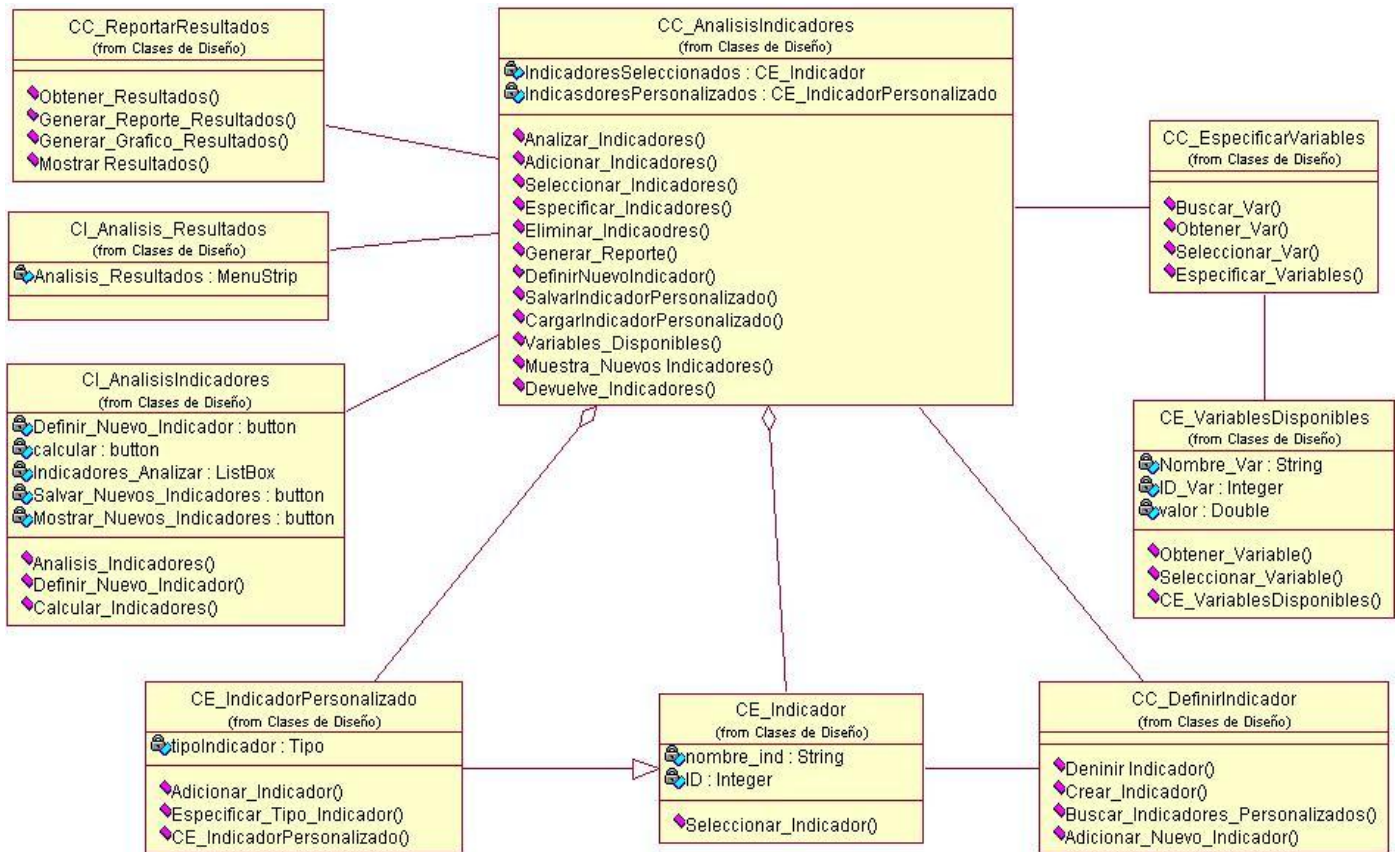 CC_ReportarResultados
(from Clases de Diseño)
Obtener_Resultados()
Generar_Reporte_Resultados()
Generar_Grafico_Resultados()
Mostrar Resultados()
CI_Analisis_Resultados
(from Clases de Diseño)
Analisis_Resultados : MenuStrip
CI_AnalisisIndicadores
(from Clases de Diseño)
Definir_Nuevo_Indicador : button
calcular : button
Indicadores_Analizar : ListBox
Salvar_Nuevos_Indicadores : button
Mostrar_Nuevos_Indicadores : button
Analisis_Indicadores()
Definir_Nuevo_Indicador()
Calcular_Indicadores()
CC_AnalisisIndicadores
(from Clases de Diseño)
IndicadoresSeleccionados : CE_Indicador
IndicasdoresPersonalizados : CE_IndicadorPersonalizado
Analizar_Indicadores()
Adicionar_Indicadores()
Seleccionar_Indicadores()
Especificar_Indicadores()
Eliminar_Indicaodres()
Generar_Reporte()
DefinirNuevoIndicador()
SalvarIndicadorPersonalizado()
CargarIndicadorPersonalizado()
Variables_Disponibles()
Muestra_Nuevos Indicadores()
Devuelve_Indicadores()
CC_EspecificarVariables
(from Clases de Diseño)
Buscar_Var()
Obtener_Var()
Seleccionar_Var()
Especificar_Variables()
CE_VariablesDisponibles
(from Clases de Diseño)
Nombre_Var : String
ID_Var : Integer
valor : Double
Obtener_Variable()
Seleccionar_Variable()
CE_VariablesDisponibles()
CE_IndicadorPersonalizado
(from Clases de Diseño)
tipoIndicador : Tipo
Adicionar_Indicador()
Especificar_Tipo_Indicador()
CE_IndicadorPersonalizado()
CE_Indicador
(from Clases de Diseño)
nombre_ind : String
ID : Integer
Seleccionar_Indicador()
CC_DefinirIndicador
(from Clases de Diseño)
Deninir Indicador()
Crear_Indicador()
Buscar_Indicadores_Personalizados()
Adicionar_Nuevo_Indicador()